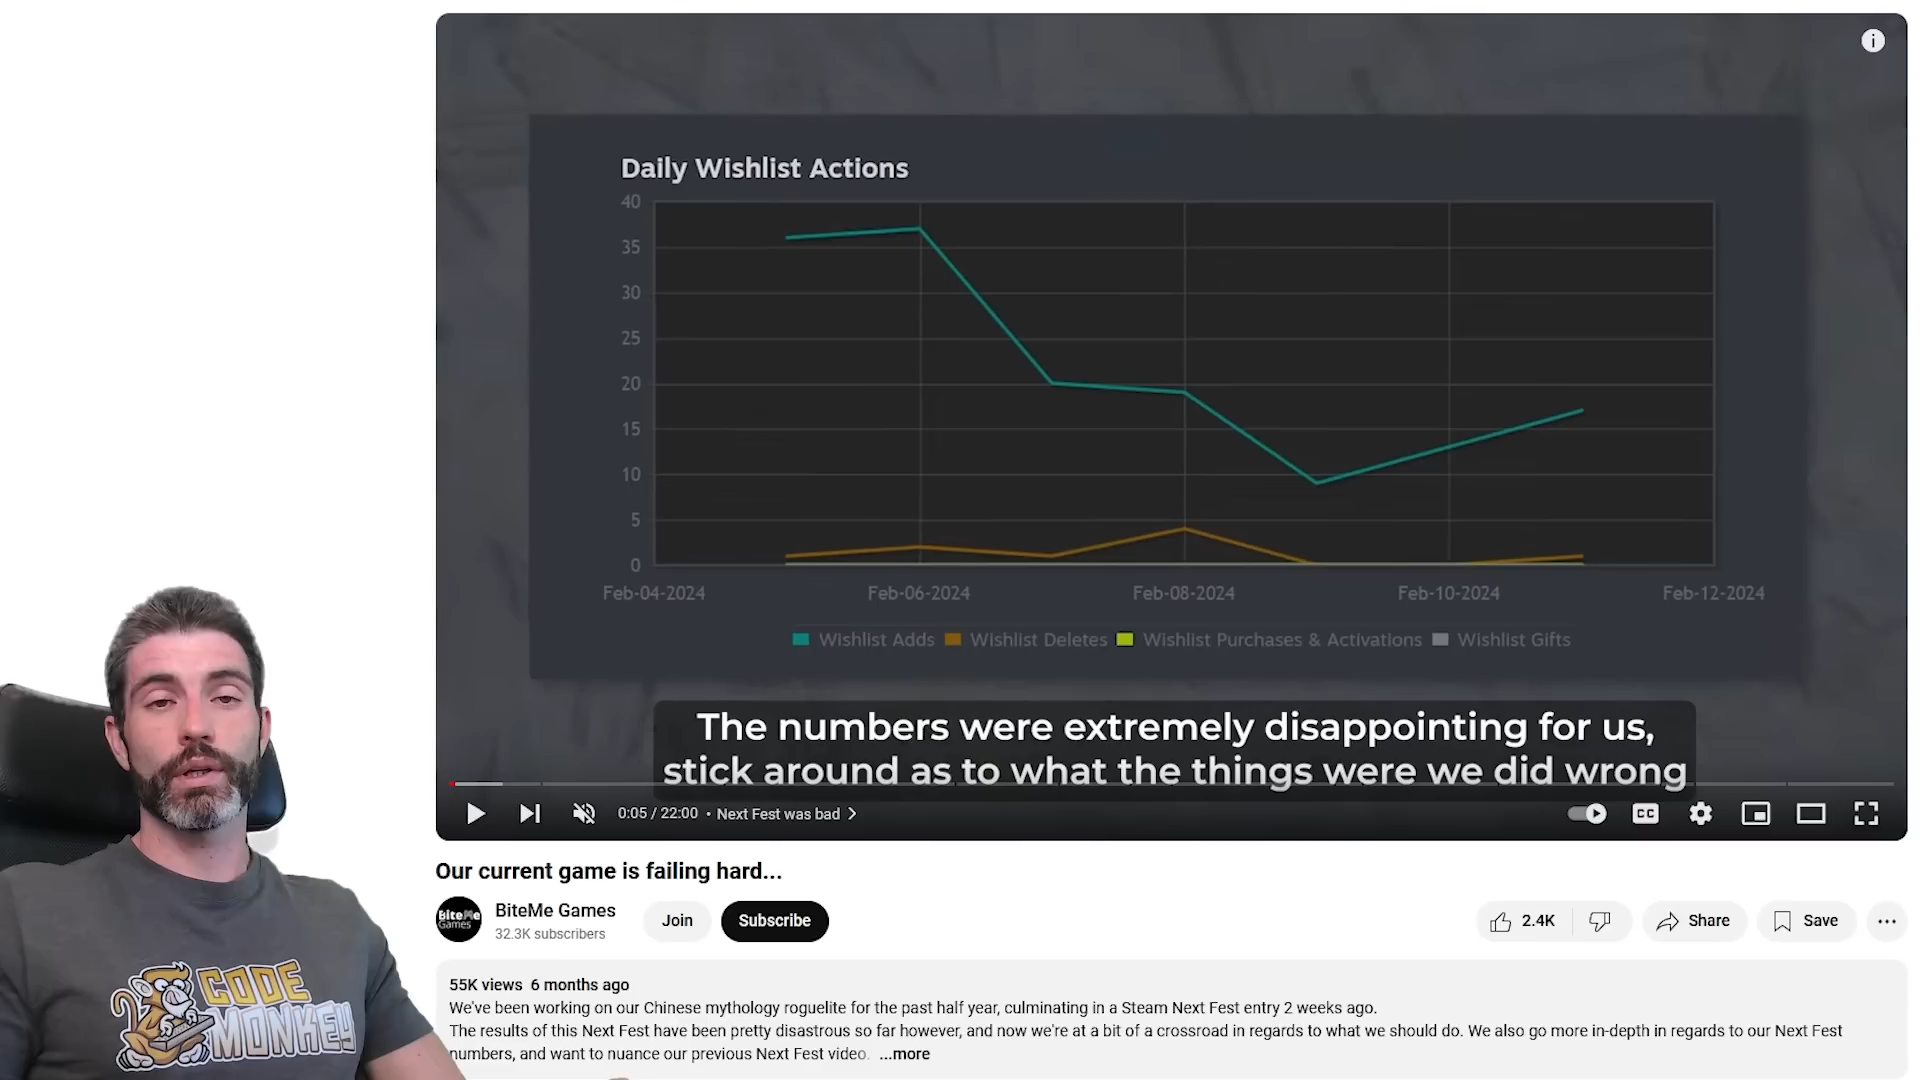 i
Daily Wishlist Actions
40
35
30
25
20
15
10
5
0
Feb-04-2024 Feb-06-2024 Feb-08-2024 Feb-10-2024 Feb-12-2024
Wishlist Adds Wishlist Deletes Wishlist Purchases & Activations Wishlist Gifts
The numbers were extremely disappointing for us,
stick around as to what the things were we did wrong
0:05 / 22:00 • Next Fest was bad
CC
Our current game is failing hard...
BiteMe Games
BiteMe Games
32.3K subscribers
Join
Subscribe
2.4K
Share
Save
55K views 6 months ago
We've been working on our Chinese mythology roguelite for the past half year, culminating in a Steam Next Fest entry 2 weeks ago.
The results of this Next Fest have been pretty disastrous so far however, and now we're at a bit of a crossroad in regards to what we should do. We also go more in-depth in regards to our Next Fest
numbers, and want to nuance our previous Next Fest video. ...more
CODE
MONKEY